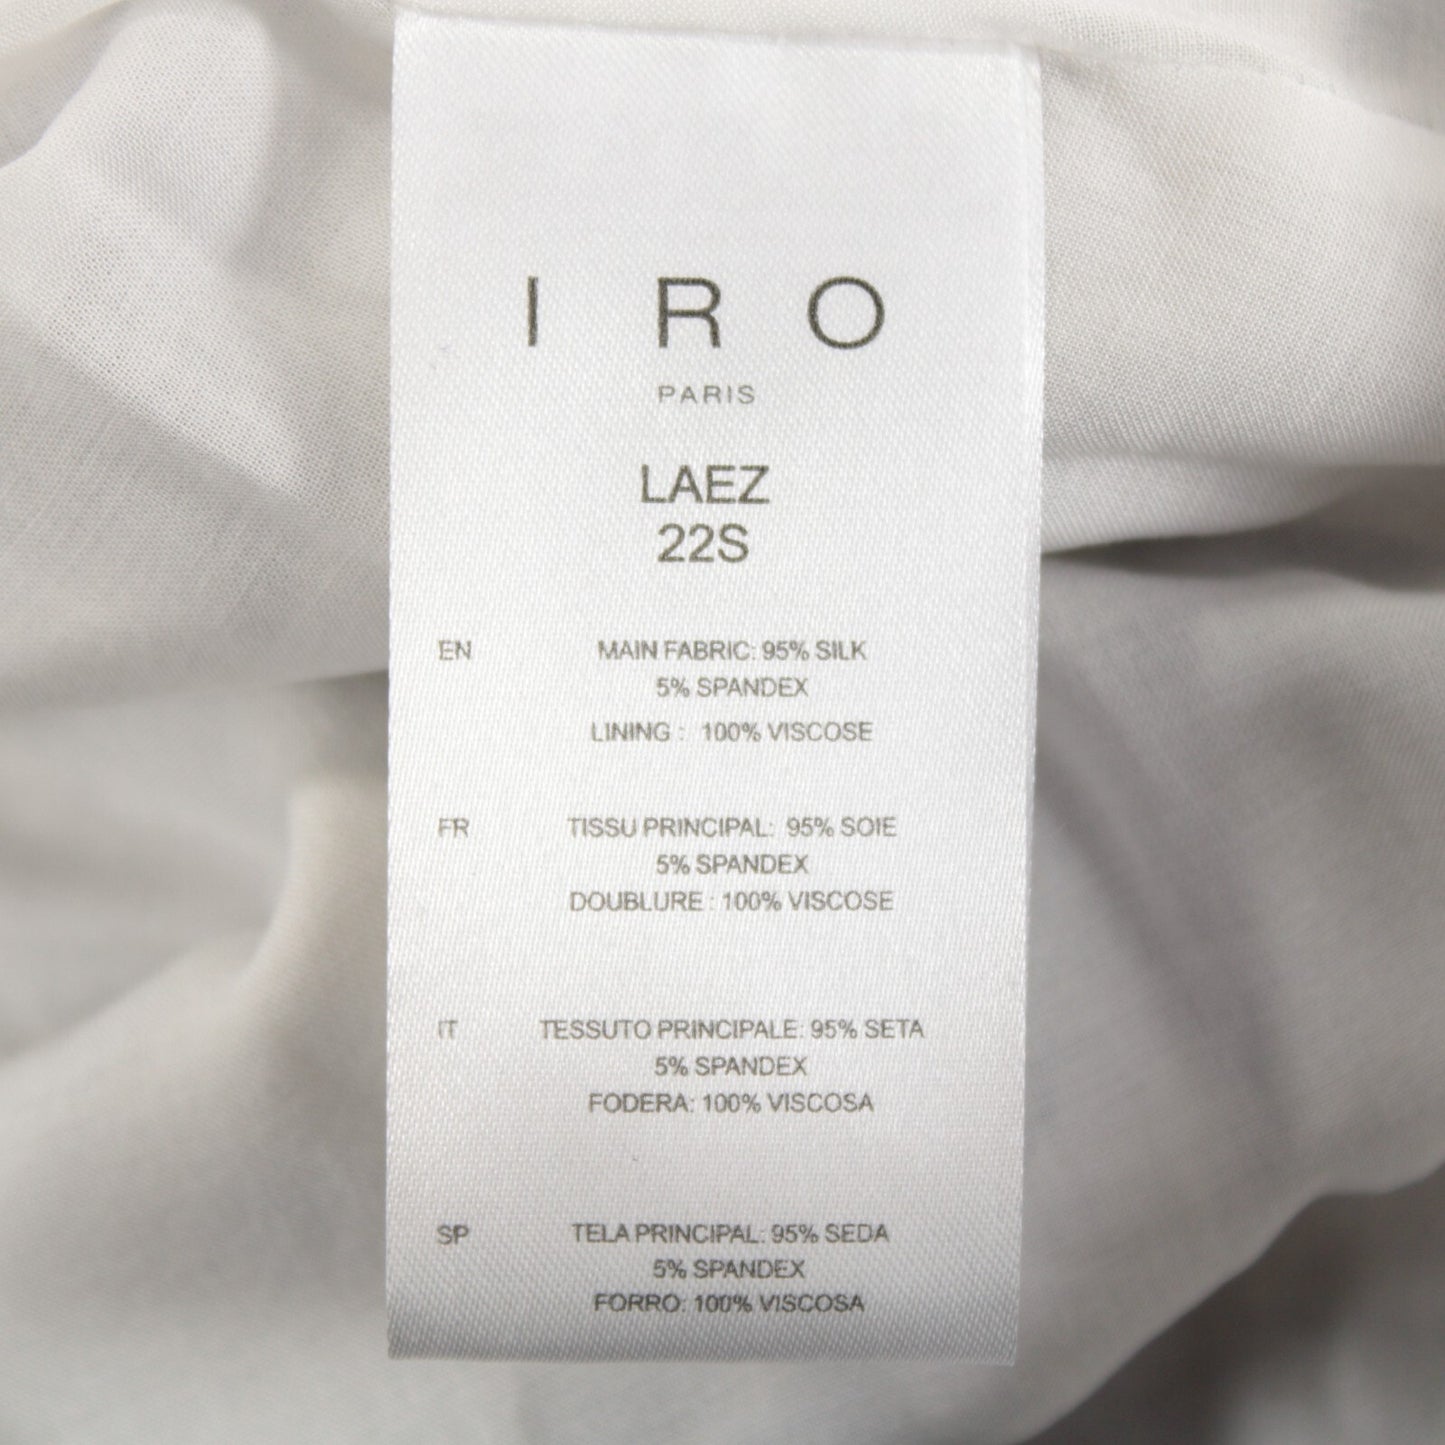 I R O
PARIS
LAEZ
22S
EN MAIN FABRIC: 95% SILK
5% SPANDEX
LINING : 100% VISCOSE
FR TISSU PRINCIPAL: 95% SOIE
5% SPANDEX
DOUBLURE : 100% VISCOSE
IT TESSUTO PRINCIPALE: 95% SETA
5% SPANDEX
FODERA: 100% VISCOSA
SP TELA PRINCIPAL: 95% SEDA
5% SPANDEX
FORRO: 100% VISCOSA